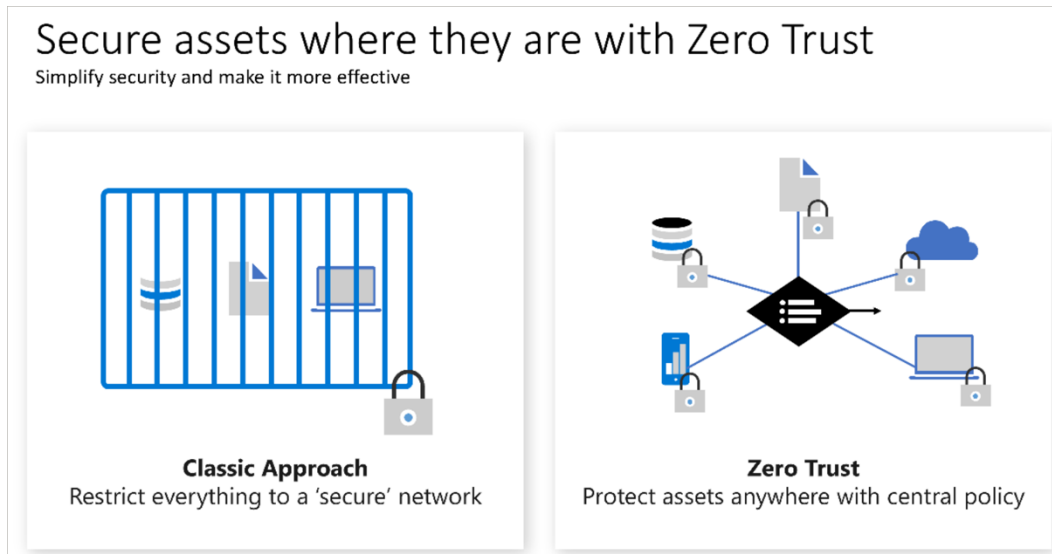 Secure assets where they are with Zero Trust
Simplify security and make it more effective
Classic Approach
Restrict everything to a ‘secure’ network
Zero Trust
Protect assets anywhere with central policy